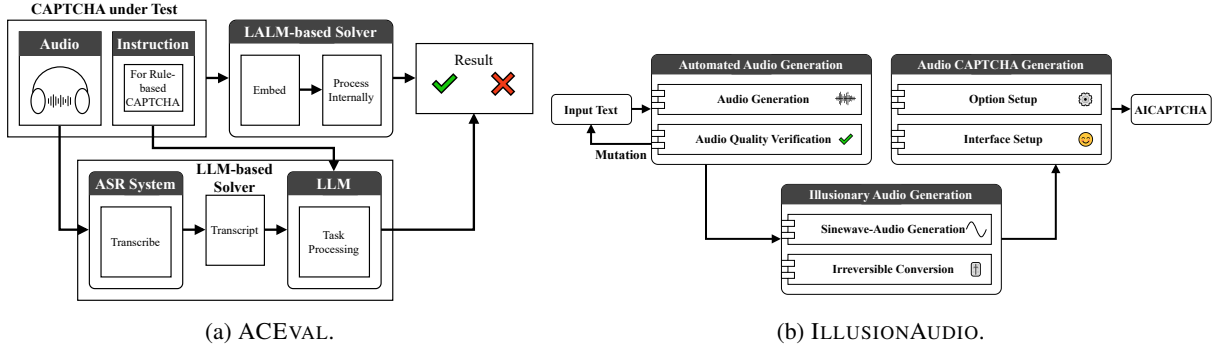 CAPTCHA under Test
Audio
Instruction
For Rule-
based
CAPTCHA
LALM-based Solver
Embed
Process
Internally
Result
LLM-based
Solver
ASR System
Transcribe
Transcript
LLM
Task
Processing
(a) ACEVAL.
Input Text
Mutation
Automated Audio Generation
Audio Generation
Audio Quality Verification
Illusionary Audio Generation
Sinewave-Audio Generation
Irreversible Conversion
Audio CAPTCHA Generation
Option Setup
Interface Setup
AICAPTCHA
(b) ILLUSIONAUDIO.